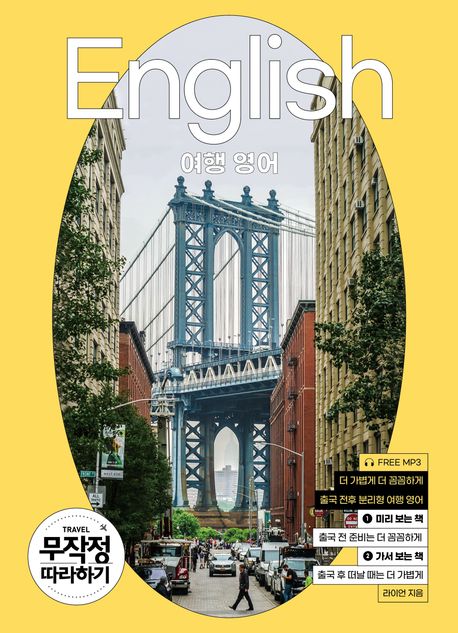 English
여행 영어
FREE MP3
더 가볍게 더 꼼꼼하게
출국 전후 분리형 여행 영어
1 미리 보는 책
출국 전 준비는 더 꼼꼼하게
2 가서 보는 책
출국 후 떠날 때는 더 가볍게
라이언 지음
TRAVEL
무작정
따라하기